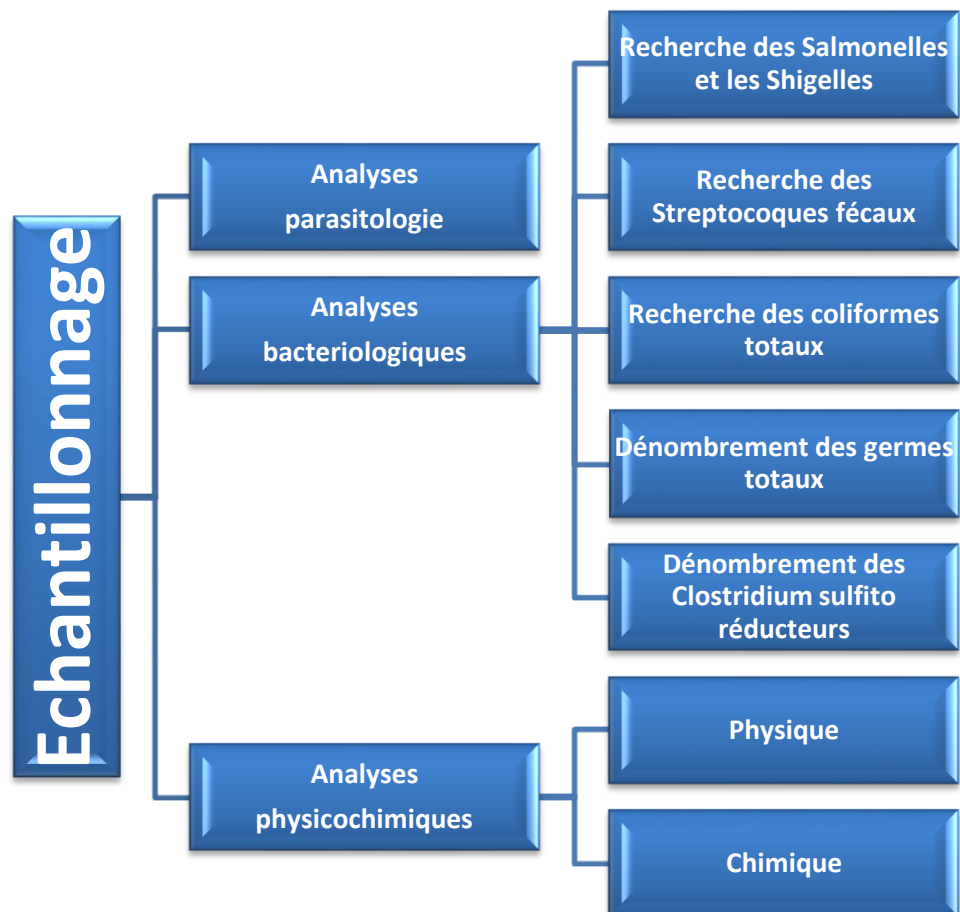 Echantillonnage
Analyses
parasitologie
Analyses
bacteriologiques
Analyses
physicochimiques
Recherche des Salmonelles
et les Shigelles
Recherche des
Streptocoques fécaux
Recherche des coliformes
totaux
Dénombrement des germes
totaux
Dénombrement des
Clostridium sulfito
réducteurs
Physique
Chimique